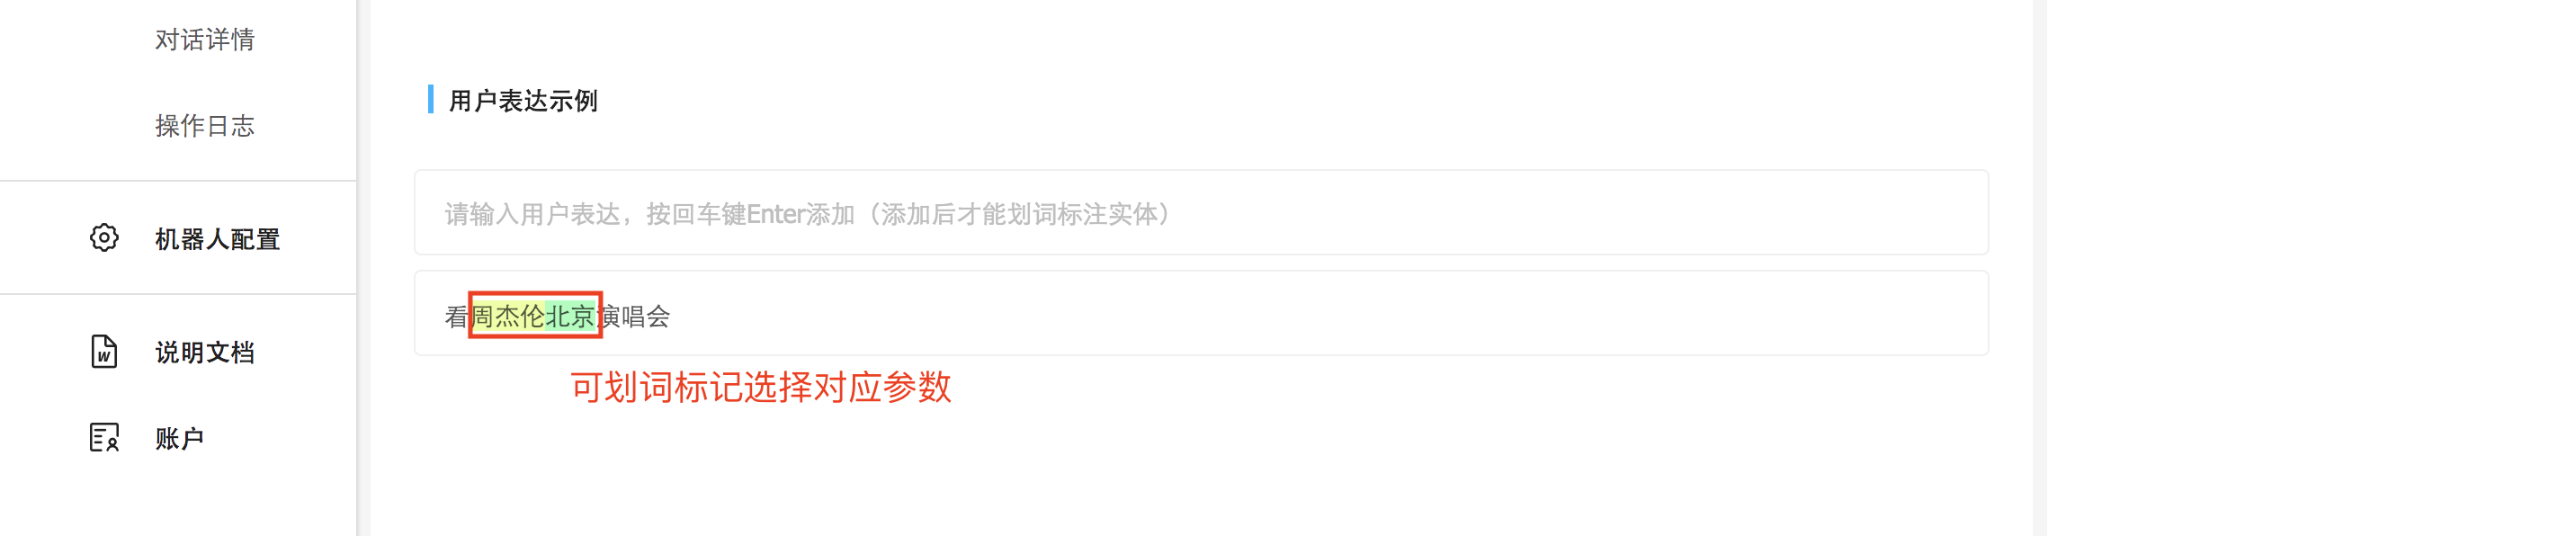 对话详情
操作日志
机器人配置
说明文档
账户
用户表达示例
请输入用户表达，按回车键Enter添加（添加后才能划词标注实体）
看周杰伦北京演唱会
可划词标记选择对应参数